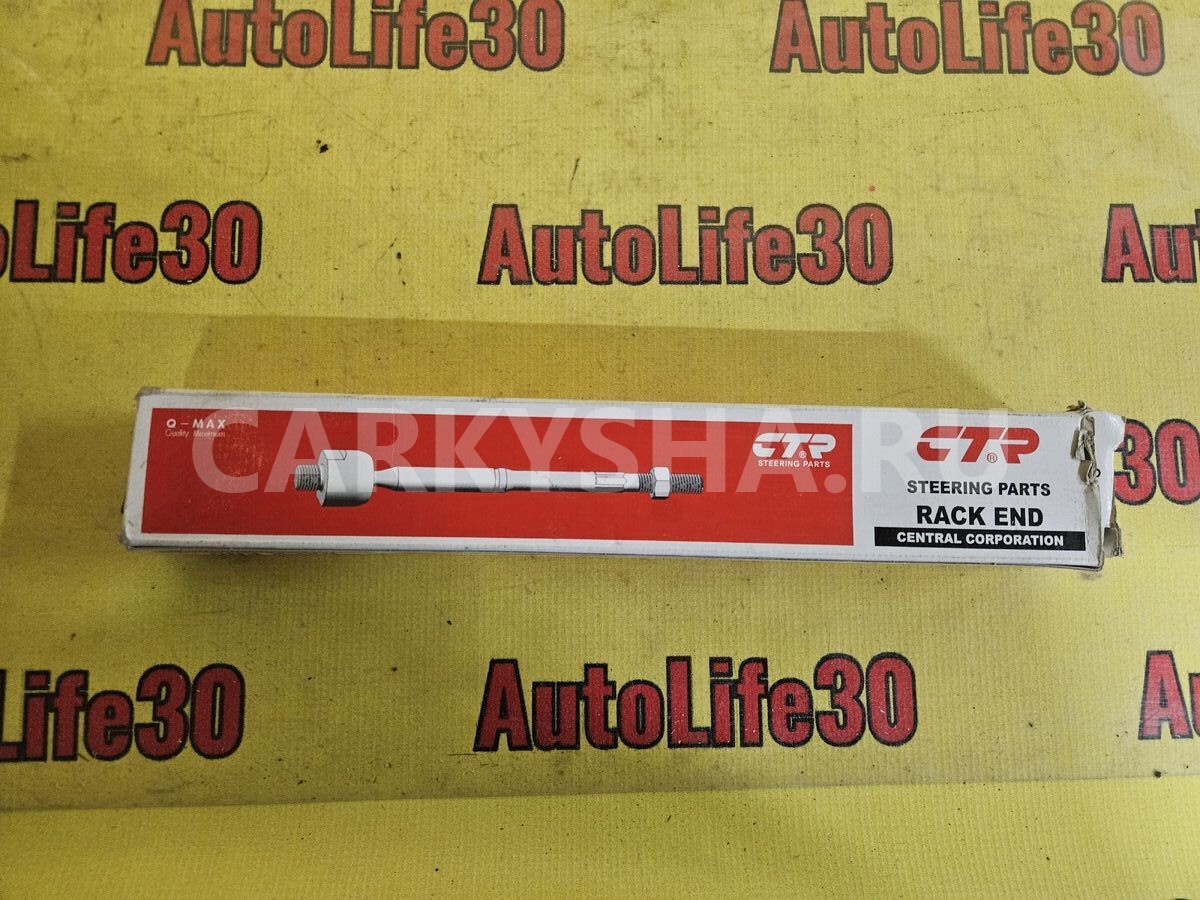 AutoLife30
AutoLife30
oLife30
AutoLife30
Au
Q-MAX
Quality Maximum
CTR ®
STEERING PARTS
CTR ®
STEERING PARTS
RACK END
CENTRAL CORPORATION
CARKYSHA.RU
30
Life30
AutoLife30
A